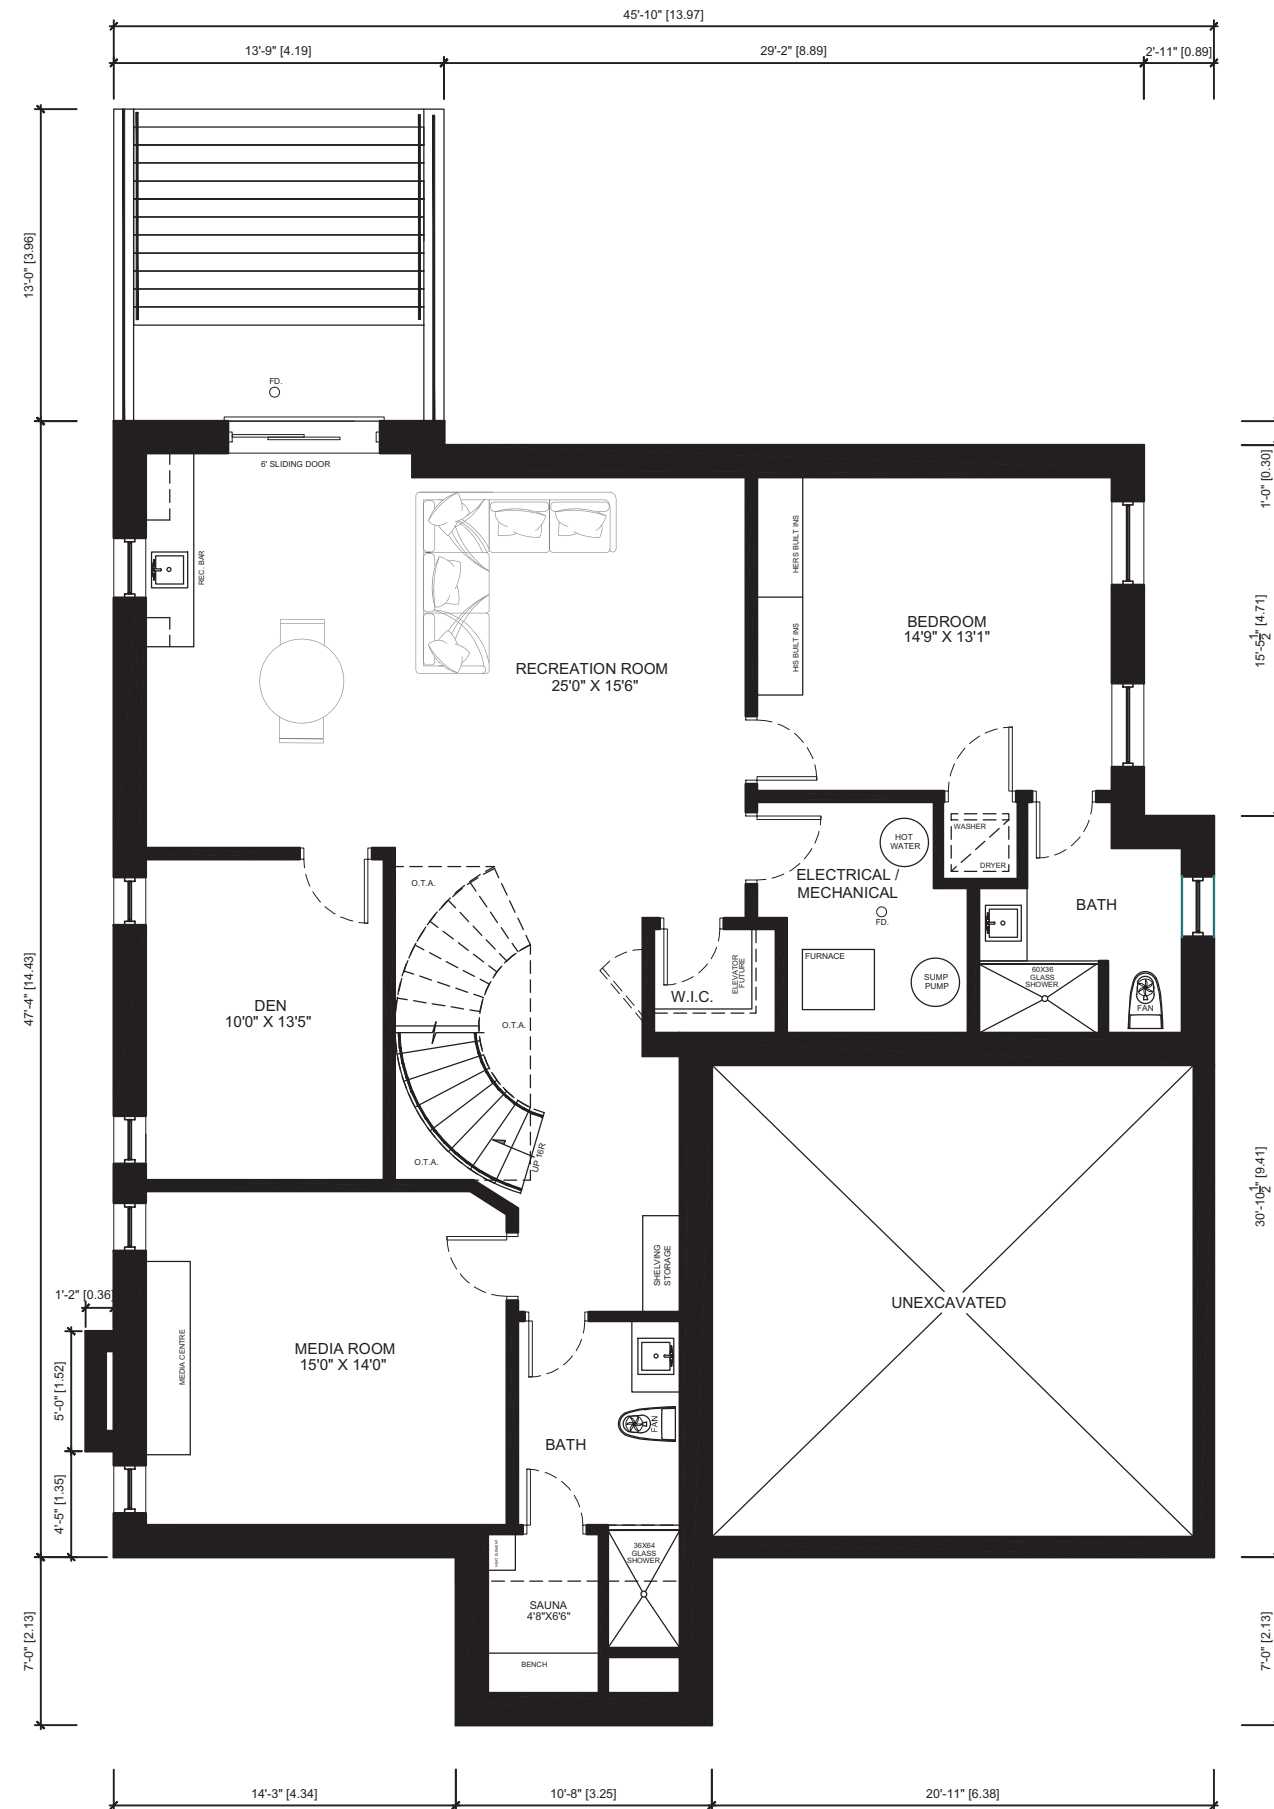 45'-10" [13.97]
13'-9" [4.19]
29'-2" [8.89]
2'-11" [0.89]
13'-0" [3.96]
FD.
6' SLIDING DOOR
1'-0" [0.30]
HERS BUILT INS
REC. BAR
BEDROOM
14'9" X 13'1"
HIS BUILT INS
15'-5 1/2" [4.71]
RECREATION ROOM
25'0" X 15'6"
WASHER
HOT
WATER
DRYER
O.T.A.
ELECTRICAL /
MECHANICAL
BATH
FD.
FURNACE
60X36
GLASS
SHOWER
SUMP
PUMP
ELEVATOR
FUTURE
W.I.C.
FAN
47'-4" [14.43]
DEN
10'0" X 13'5"
O.T.A.
O.T.A.
UP 16R
30'-10 1/2" [9.41]
SHELVING
STORAGE
1'-2" [0.36]
UNEXCAVATED
MEDIA ROOM
15'0" X 14'0"
MEDIA CENTRE
5'-0" [1.52]
FAN
BATH
4'-5" [1.35]
36X64
GLASS
SHOWER
SAUNA
4'8"X6'6"
BENCH
7'-0" [2.13]
7'-0" [2.13]
14'-3" [4.34]
10'-8" [3.25]
20'-11" [6.38]